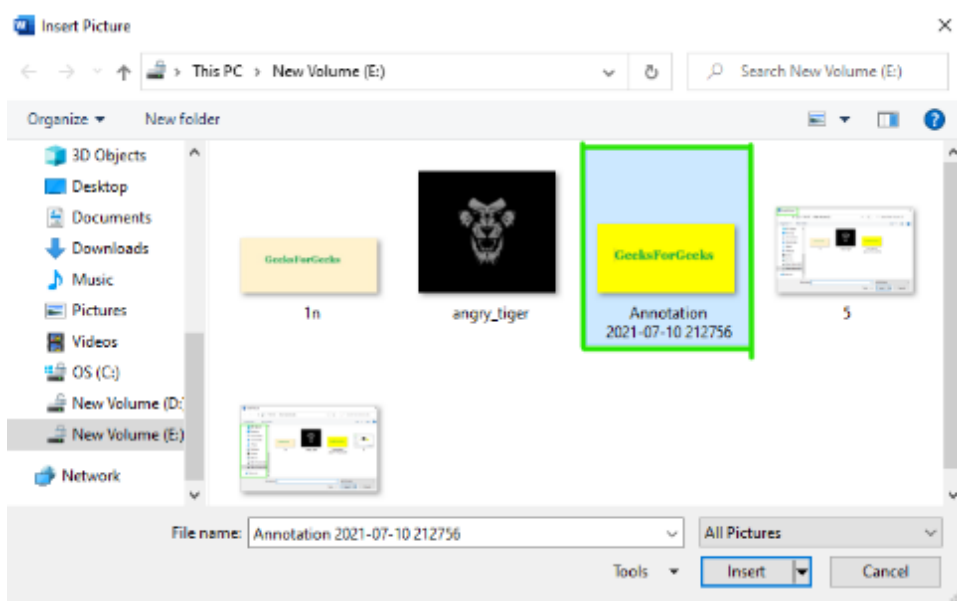 Insert Picture
This PC > New Volume (E:)
Search New Volume (E:)
Organize
New folder
3D Objects
Desktop
Documents
Downloads
Music
Pictures
Videos
OS (C:)
New Volume (D:
New Volume (E:)
Network
GeeksForGeeks
1n
angry_tiger
GeeksForGeeks
Annotation
2021-07-10 212756
5
File name: Annotation 2021-07-10 212756
All Pictures
Tools
Insert
Cancel